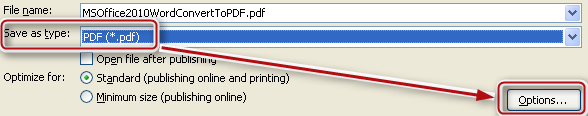 File name: MSOffice2010WordConvertToPDF.pdf
Save as type: PDF (*.pdf)
Open file after publishing
Optimize for: Standard (publishing online and printing)
Minimum size (publishing online)
Options...